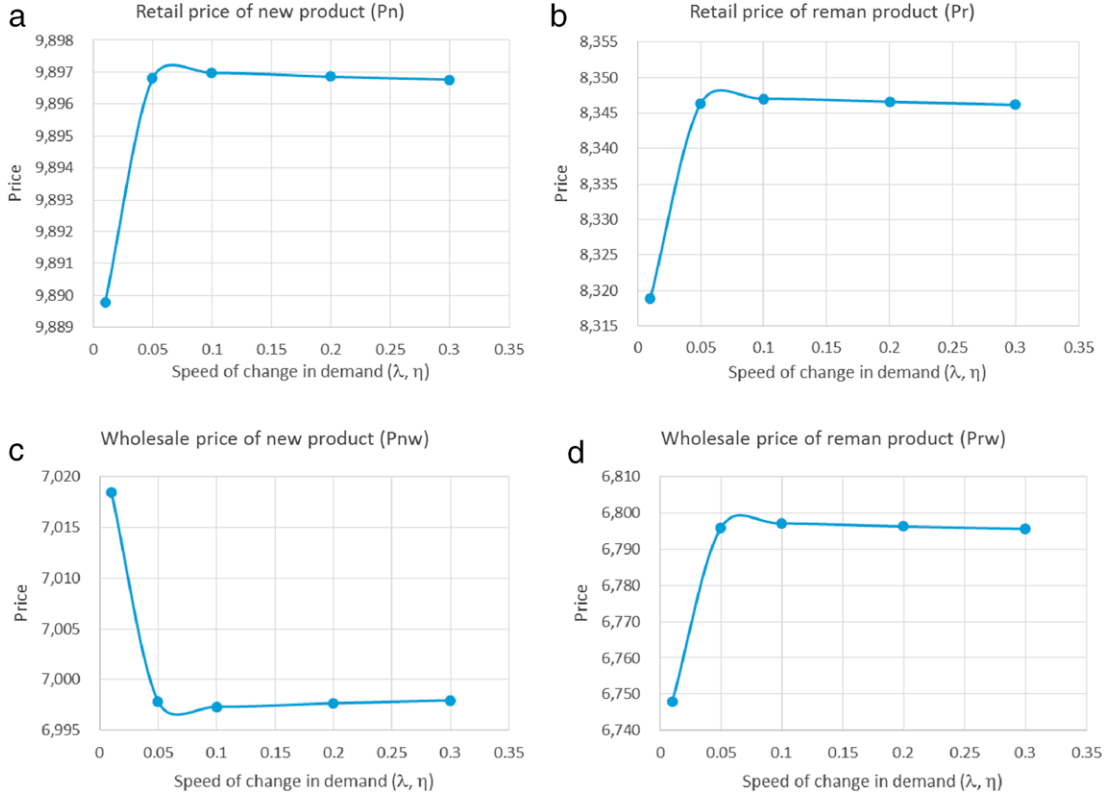 a
Retail price of new product (Pn)
9,898
9,897
9,896
9,895
9,894
9,893
9,892
9,891
9,890
9,889
Price
0 0.05 0.1 0.15 0.2 0.25 0.3 0.35
Speed of change in demand (λ, η)
b
Retail price of reman product (Pr)
8,355
8,350
8,345
8,340
8,335
8,330
8,325
8,320
8,315
Price
0 0.05 0.1 0.15 0.2 0.25 0.3 0.35
Speed of change in demand (λ, η)
c
Wholesale price of new product (Pnw)
7,020
7,015
7,010
7,005
7,000
6,995
Price
0 0.05 0.1 0.15 0.2 0.25 0.3 0.35
Speed of change in demand (λ, η)
d
Wholesale price of reman product (Prw)
6,810
6,800
6,790
6,780
6,770
6,760
6,750
6,740
Price
0 0.05 0.1 0.15 0.2 0.25 0.3 0.35
Speed of change in demand (λ, η)